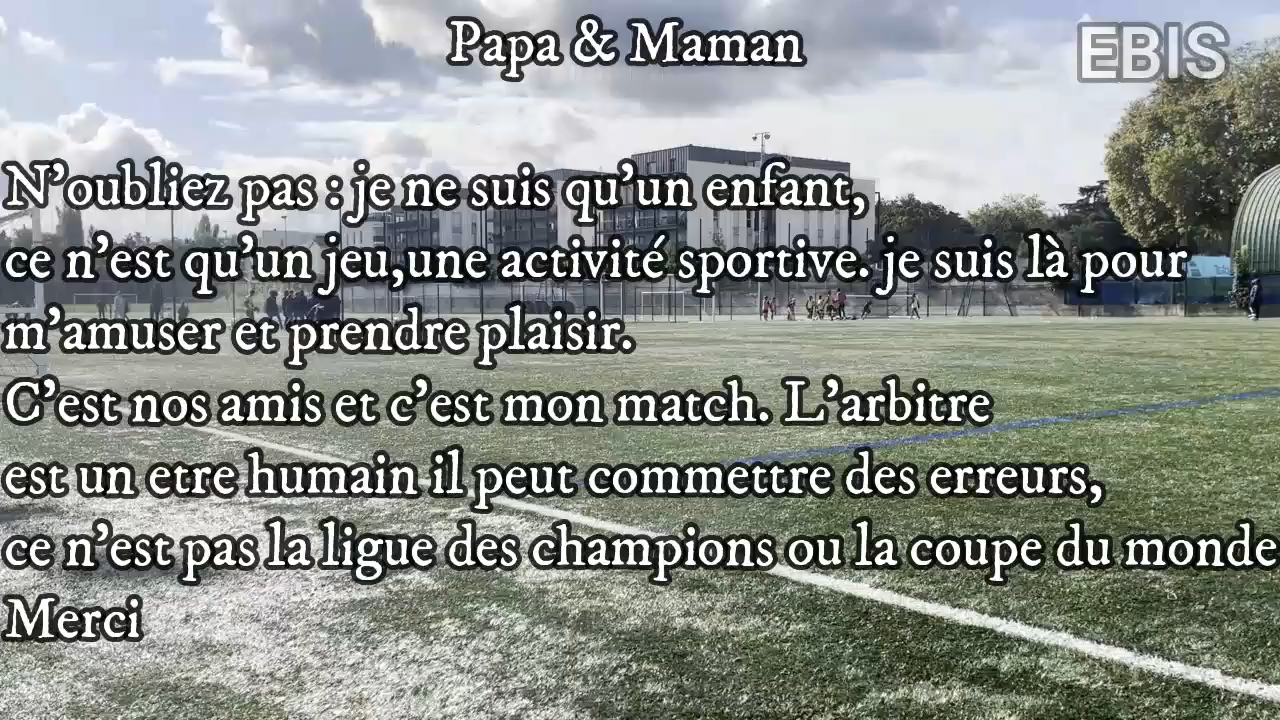 Papa & Maman
EBIS
N'oubliez pas : je ne suis qu'un enfant,
ce n'est qu'un jeu,une activité sportive. je suis là pour
m'amuser et prendre plaisir.
C'est nos amis et c'est mon match. L'arbitre
est un etre humain il peut commettre des erreurs,
ce n'est pas la ligue des champions ou la coupe du monde
Merci